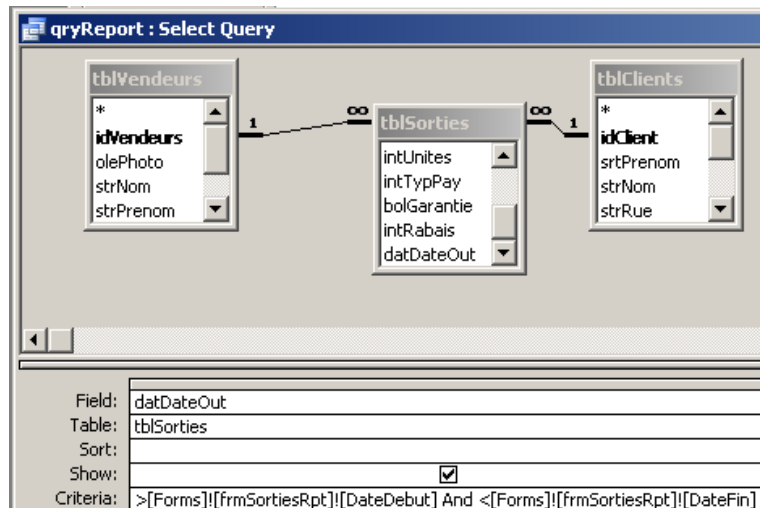 qryReport : Select Query
tblVendeurs
*
idVendeurs
olePhoto
strNom
strPrenom
1
∞
tblSorties
intUnites
intTypPay
bolGarantie
intRabais
datDateOut
∞
1
tblClients
*
idClient
srtPrenom
strNom
strRue
Field: datDateOut
Table: tblSorties
Sort:
Show:
Criteria: >[Forms]![frmSortiesRpt]![DateDebut] And <[Forms]![frmSortiesRpt]![DateFin]